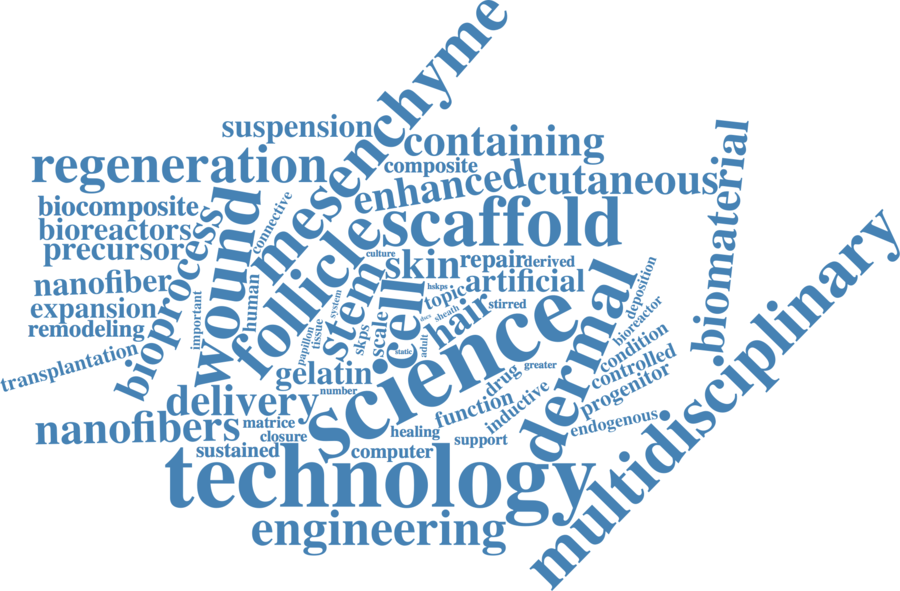 mesenchyme
suspension
containing
regeneration
composite
enhanced
cutaneous
biomaterial
biocomposite
connective
scaffold
bioreactors
precursors
bioprocess
wound
follicle
culture
skin
repair
derived
multidisciplinary
nanofiber
human
stem
cell
hskps
topic
artificial
dermal
deposition
expansion
important
system
scale
hair
stirred
bioreactor
remodeling
papillon
tissue
skps
static
adult
docs
sheath
science
condition
transplantation
gelatin
number
drug
greater
controlled
delivery
function
inductive
progenitor
nanofibers
matrice
closure
healing
support
endogenous
sustained
computer
technology
engineering